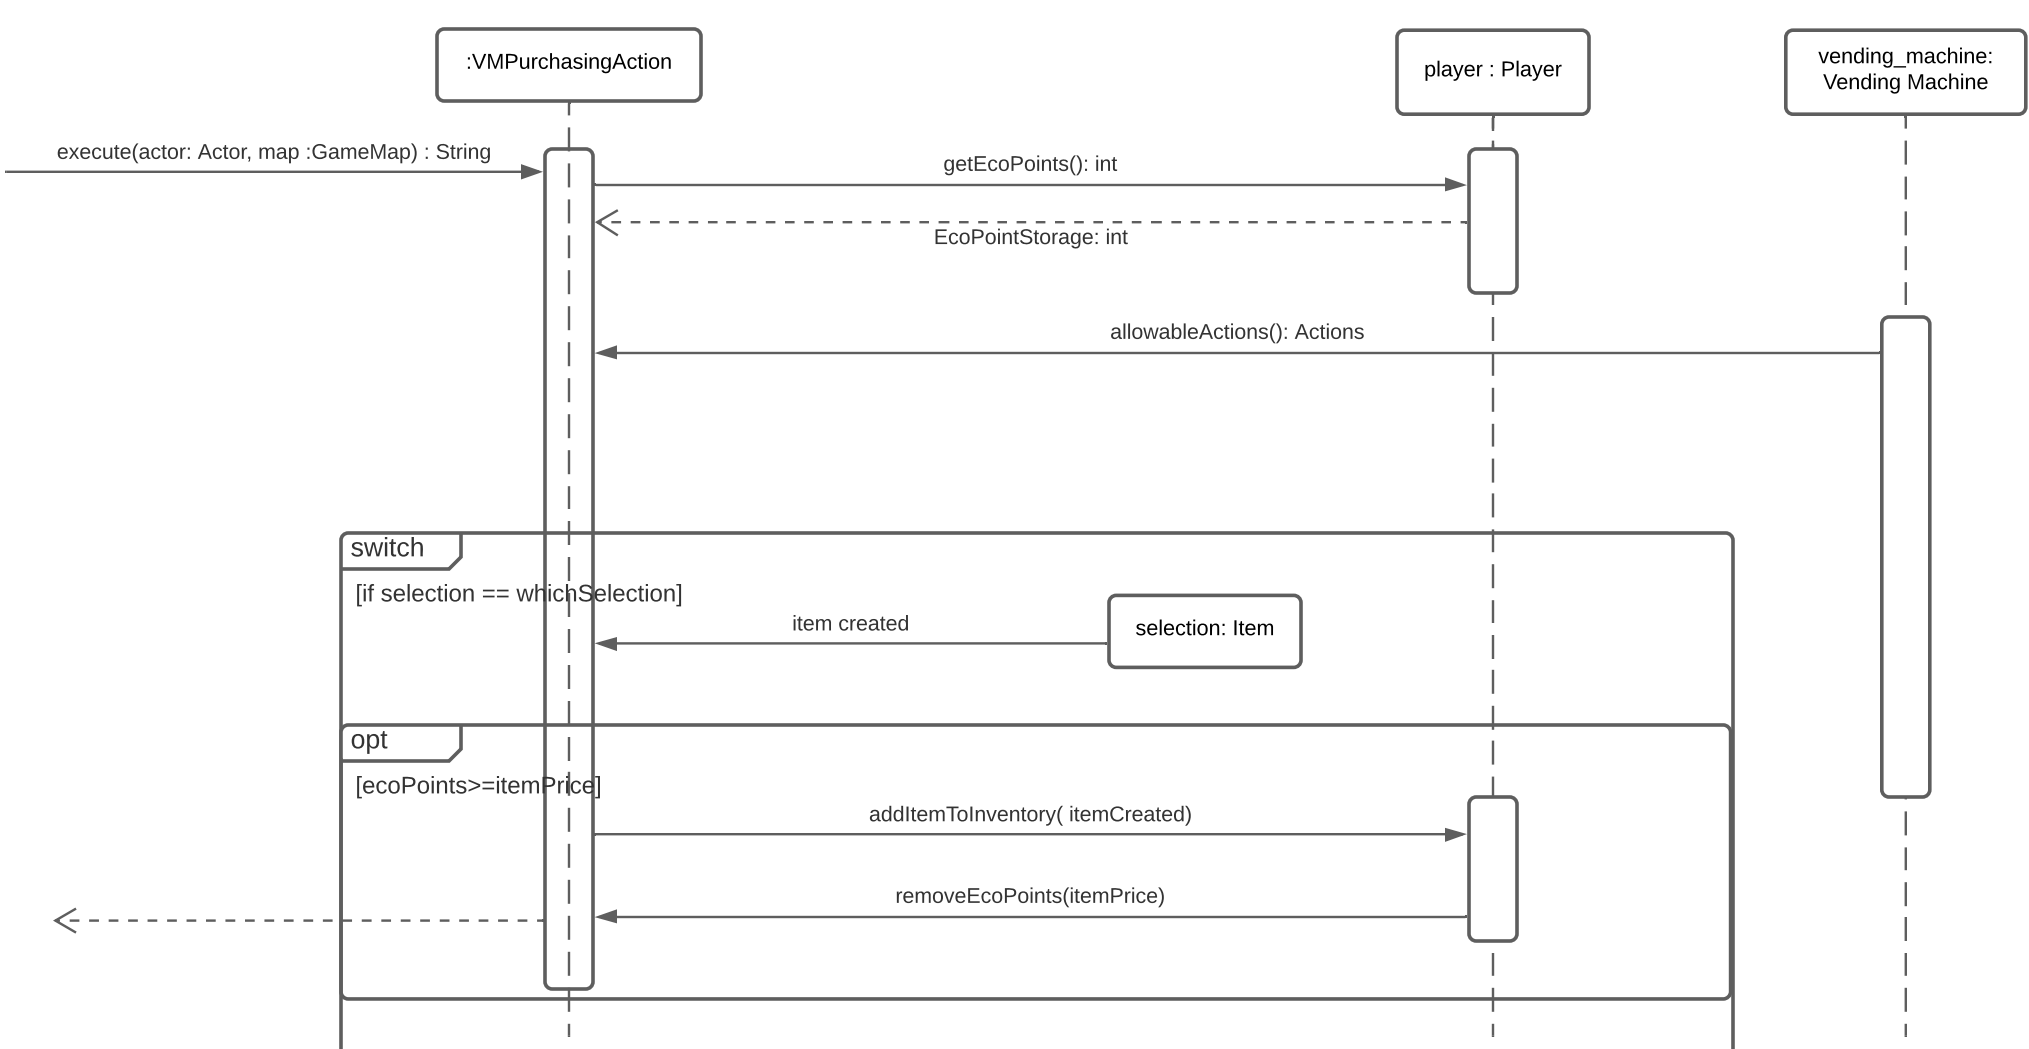 :VMPurchasingAction
player : Player
vending_machine:
Vending Machine
execute(actor: Actor, map :GameMap) : String
getEcoPoints(): int
EcoPointStorage: int
allowableActions(): Actions
switch
[if selection == whichSelection]
item created
selection: Item
opt
[ecoPoints>=itemPrice]
addItemToInventory( itemCreated)
removeEcoPoints(itemPrice)